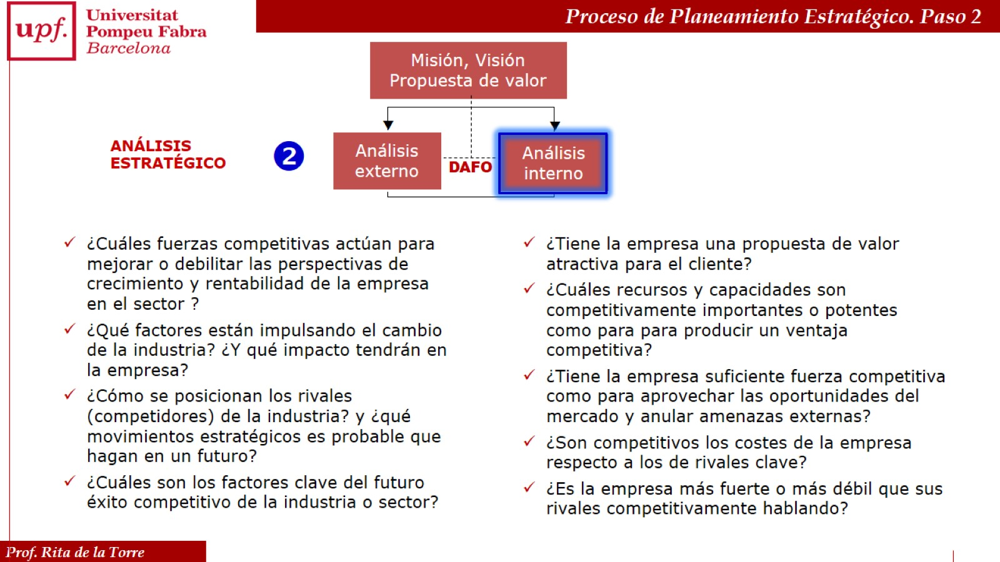 upf.
Universitat
Pompeu Fabra
Barcelona
Proceso de Planeamiento Estratégico. Paso 2
Misión, Visión
Propuesta de valor
ANÁLISIS
ESTRATÉGICO
2
Análisis
externo
DAFO
Análisis
interno
✓ ¿Cuáles fuerzas competitivas actúan para
mejorar o debilitar las perspectivas de
crecimiento y rentabilidad de la empresa
en el sector ?
✓ ¿Qué factores están impulsando el cambio
de la industria? ¿Y qué impacto tendrán en
la empresa?
✓ ¿Cómo se posicionan los rivales
(competidores) de la industria? y ¿qué
movimientos estratégicos es probable que
hagan en un futuro?
✓ ¿Cuáles son los factores clave del futuro
éxito competitivo de la industria o sector?
✓ ¿Tiene la empresa una propuesta de valor
atractiva para el cliente?
✓ ¿Cuáles recursos y capacidades son
competitivamente importantes o potentes
como para para producir un ventaja
competitiva?
✓ ¿Tiene la empresa suficiente fuerza competitiva
como para aprovechar las oportunidades del
mercado y anular amenazas externas?
✓ ¿Son competitivos los costes de la empresa
respecto a los de rivales clave?
✓ ¿Es la empresa más fuerte o más débil que sus
rivales competitivamente hablando?
Prof. Rita de la Torre